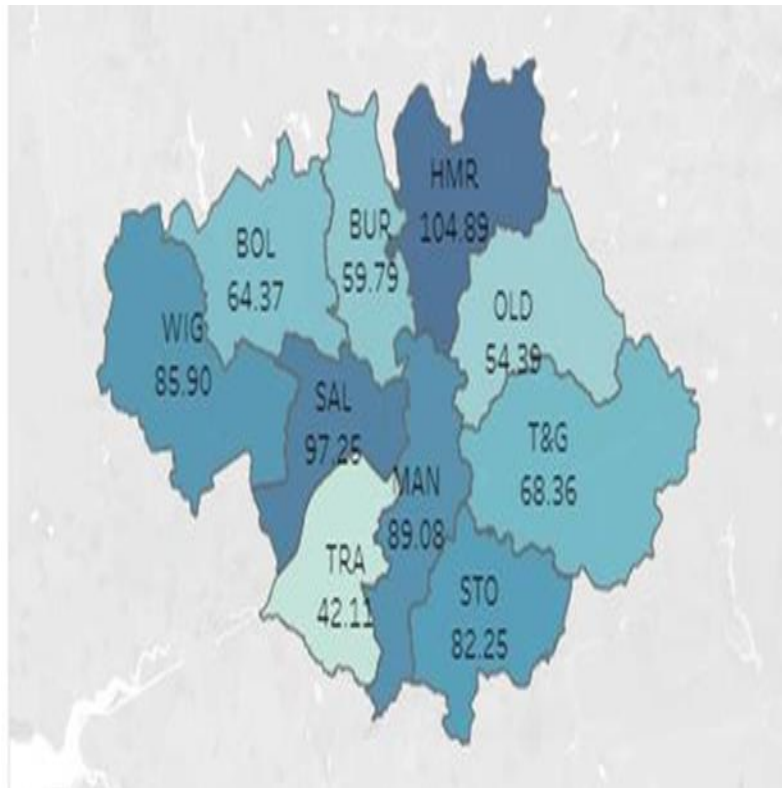 HMR
104.89
BUR
59.79
BOL
64.37
OLD
54.39
WIG
85.90
SAL
97.26
T&G
68.36
MAN
89.08
TRA
42.11
STO
82.25